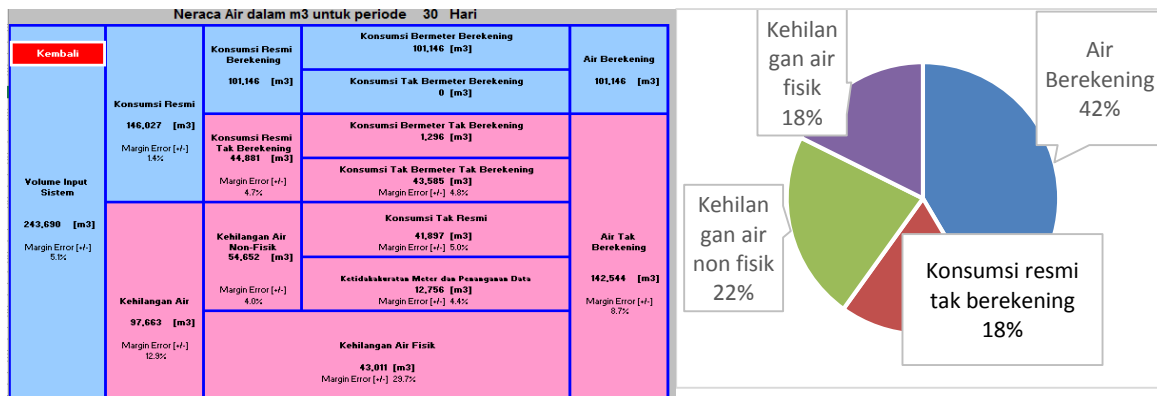 Neraca Air dalam m3 untuk periode 30 Hari
Kembali
Volume Input
Sistem
243,690 [m3]
Margin Error [+/-]
5.1%
Konsumsi Resmi
146,027 [m3]
Margin Error [+/-]
1.4%
Kehilangan Air
97,663 [m3]
Margin Error [+/-]
12.9%
Konsumsi Resmi
Berekening
101,146 [m3]
Konsumsi Resmi
Tak Berekening
44,881 [m3]
Margin Error [+/-]
4.7%
Kehilangan Air
Non-Fisik
54,652 [m3]
Margin Error [+/-]
4.0%
Konsumsi Bermeter Berekening
101,146 [m3]
Konsumsi Tak Bermeter Berekening
0 [m3]
Konsumsi Bermeter Tak Berekening
1,296 [m3]
Konsumsi Tak Bermeter Tak Berekening
43,585 [m3]
Margin Error [+/-] 4.8%
Konsumsi Tak Resmi
41,897 [m3]
Margin Error [+/-] 5.0%
Ketidakakuratan Meter dan Penanganan Data
12,756 [m3]
Margin Error [+/-] 4.4%
Kehilangan Air Fisik
43,011 [m3]
Margin Error [+/-] 29.7%
Air Berekening
101,146 [m3]
Air Tak
Berekening
142,544 [m3]
Margin Error [+/-]
8.7%
Kehilan
gan air
fisik
18%
Air
Berekening
42%
Kehilan
gan air
non fisik
22%
Konsumsi resmi
tak berekening
18%